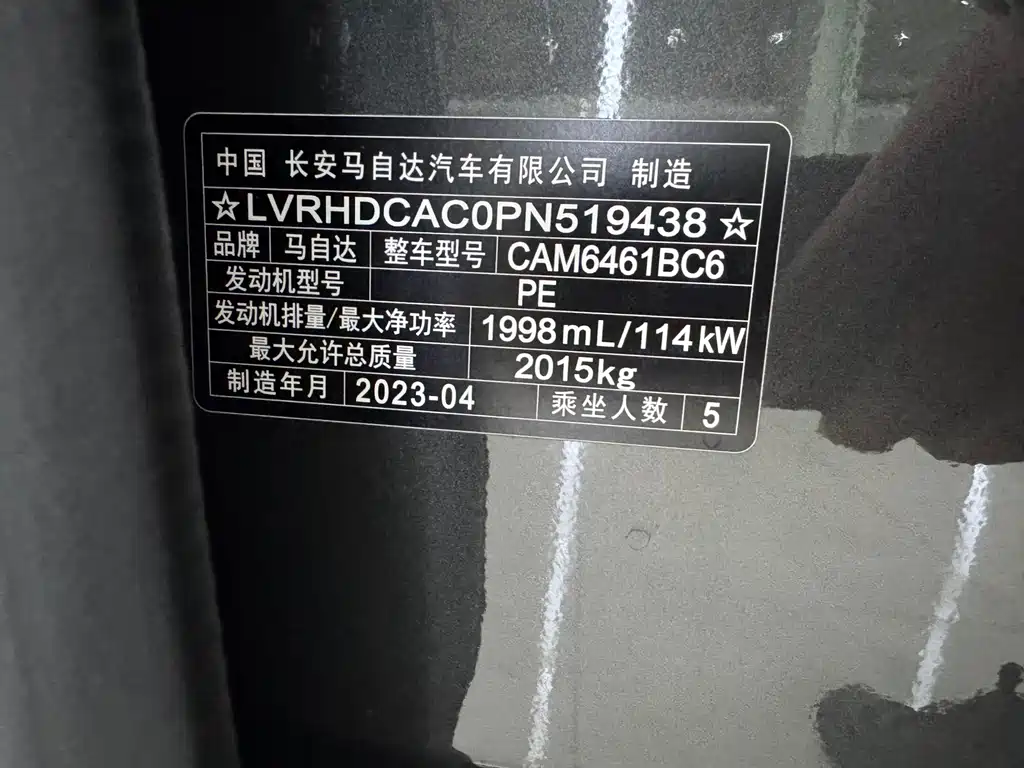 中国 长安马自达汽车有限公司 制造
☆LVRHDCAC0PN519438☆
品牌 马自达 整车型号 CAM6461BC6
发动机型号 PE
发动机排量/最大净功率 1998mL/114kW
最大允许总质量 2015kg
制造年月 2023-04 乘坐人数 5